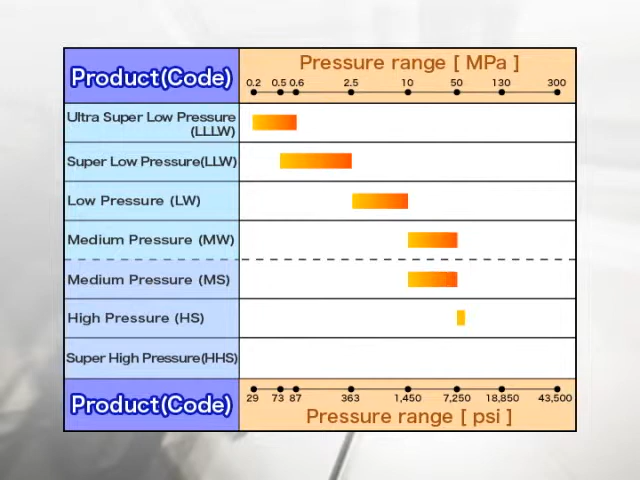 Product(Code)
Pressure range [ MPa ]
0.2 0.5 0.6 2.5 10 50 130 300
Ultra Super Low Pressure
(LLLW)
Super Low Pressure(LLW)
Low Pressure (LW)
Medium Pressure (MW)
Medium Pressure (MS)
High Pressure (HS)
Super High Pressure(HHS)
Product(Code)
29 73 87 363 1,450 7,250 18,850 43,500
Pressure range [ psi ]